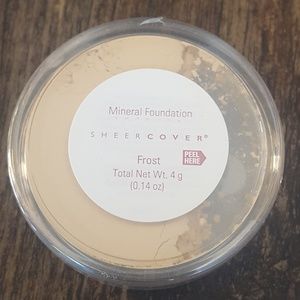 Mineral Foundation
SHEERCOVER®
Frost
PEEL
HERE
Total Net Wt. 4 g
(0.14 oz)